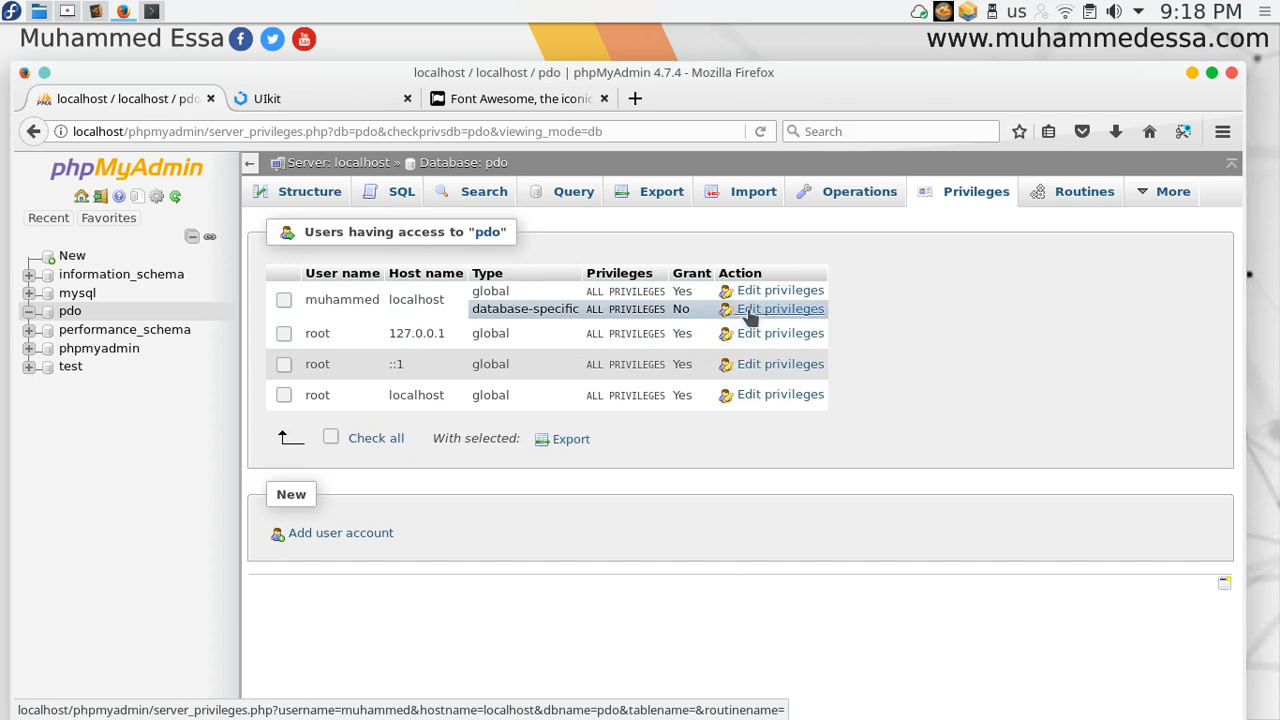 us
9:18 PM
Muhammed Essa
www.muhammedessa.com
localhost / localhost / pdo | phpMyAdmin 4.7.4 - Mozilla Firefox
localhost / localhost / pdo
UIkit
Font Awesome, the iconic
localhost/phpmyadmin/server_privileges.php?db=pdo&checkprivsdb=pdo&viewing_mode=db
Search
phpMyAdmin
Recent
Favorites
New
information_schema
mysql
pdo
performance_schema
phpmyadmin
test
Server: localhost » Database: pdo
Structure
SQL
Search
Query
Export
Import
Operations
Privileges
Routines
More
Users having access to "pdo"
User name Host name Type Privileges Grant Action
muhammed localhost global ALL PRIVILEGES Yes Edit privileges
database-specific ALL PRIVILEGES No Edit privileges
root 127.0.0.1 global ALL PRIVILEGES Yes Edit privileges
root ::1 global ALL PRIVILEGES Yes Edit privileges
root localhost global ALL PRIVILEGES Yes Edit privileges
Check all With selected: Export
New
Add user account
localhost/phpmyadmin/server_privileges.php?username=muhammed&hostname=localhost&dbname=pdo&tablename=&routinename=